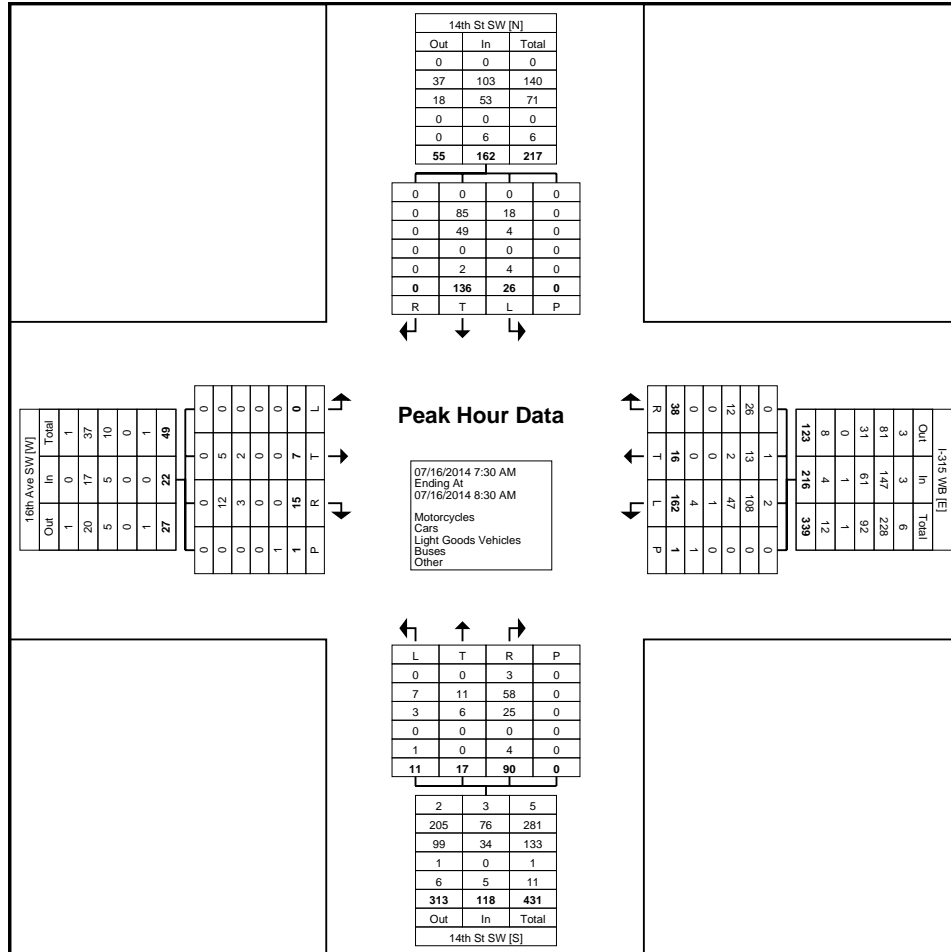 14th St SW [N]
Out In Total
0 0 0
37 103 140
18 53 71
0 0 0
0 6 6
55 162 217
0 0 0 0
0 85 18 0
0 49 4 0
0 0 0 0
0 2 4 0
0 136 26 0
R T L P
16th Ave SW [W]
Out In Total
1 0 1
20 17 37
5 5 10
0 0 0
1 0 1
27 22 49
0 0 0 0
0 12 5 0
0 3 2 0
0 0 0 0
1 0 0 0
1 15 7 0
P R T L
Peak Hour Data
07/16/2014 7:30 AM
Ending At
07/16/2014 8:30 AM
Motorcycles
Cars
Light Goods Vehicles
Buses
Other
I-315 WB [E]
Out In Total
3 3 6
81 147 228
31 61 92
0 1 1
8 4 12
123 216 339
0 1 2 0
26 13 108 0
12 2 47 0
0 0 1 0
0 0 4 1
38 16 162 1
R T L P
L T R P
0 0 3 0
7 11 58 0
3 6 25 0
0 0 0 0
1 0 4 0
11 17 90 0
2 3 5
205 76 281
99 34 133
1 0 1
6 5 11
313 118 431
Out In Total
14th St SW [S]